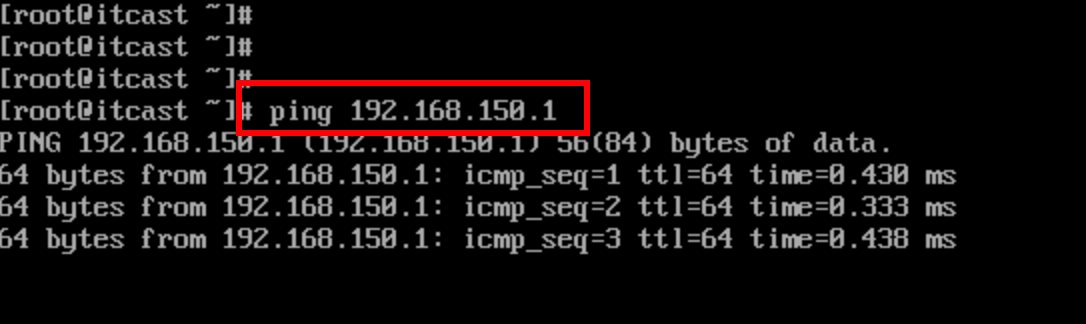 [root@itcast ~]#
[root@itcast ~]#
[root@itcast ~]#
[root@itcast ~]# ping 192.168.150.1
PING 192.168.150.1 (192.168.150.1) 56(84) bytes of data.
64 bytes from 192.168.150.1: icmp_seq=1 ttl=64 time=0.430 ms
64 bytes from 192.168.150.1: icmp_seq=2 ttl=64 time=0.333 ms
64 bytes from 192.168.150.1: icmp_seq=3 ttl=64 time=0.438 ms